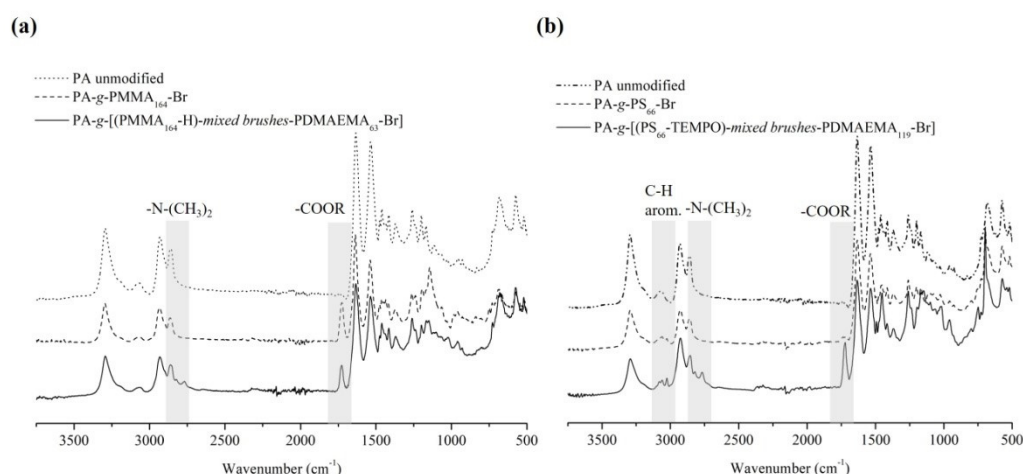 (a)
PA unmodified
PA-g-PMMA₁₆₄-Br
PA-g-[(PMMA₁₆₄-H)-mixed brushes-PDMAEMA₆₃-Br]
-N-(CH₃)₂
-COOR
3500 3000 2500 2000 1500 1000 500
Wavenumber (cm⁻¹)
(b)
PA unmodified
PA-g-PS₆₆-Br
PA-g-[(PS₆₆-TEMPO)-mixed brushes-PDMAEMA₁₁₉-Br]
C-H
arom.
-N-(CH₃)₂
-COOR
3500 3000 2500 2000 1500 1000 500
Wavenumber (cm⁻¹)